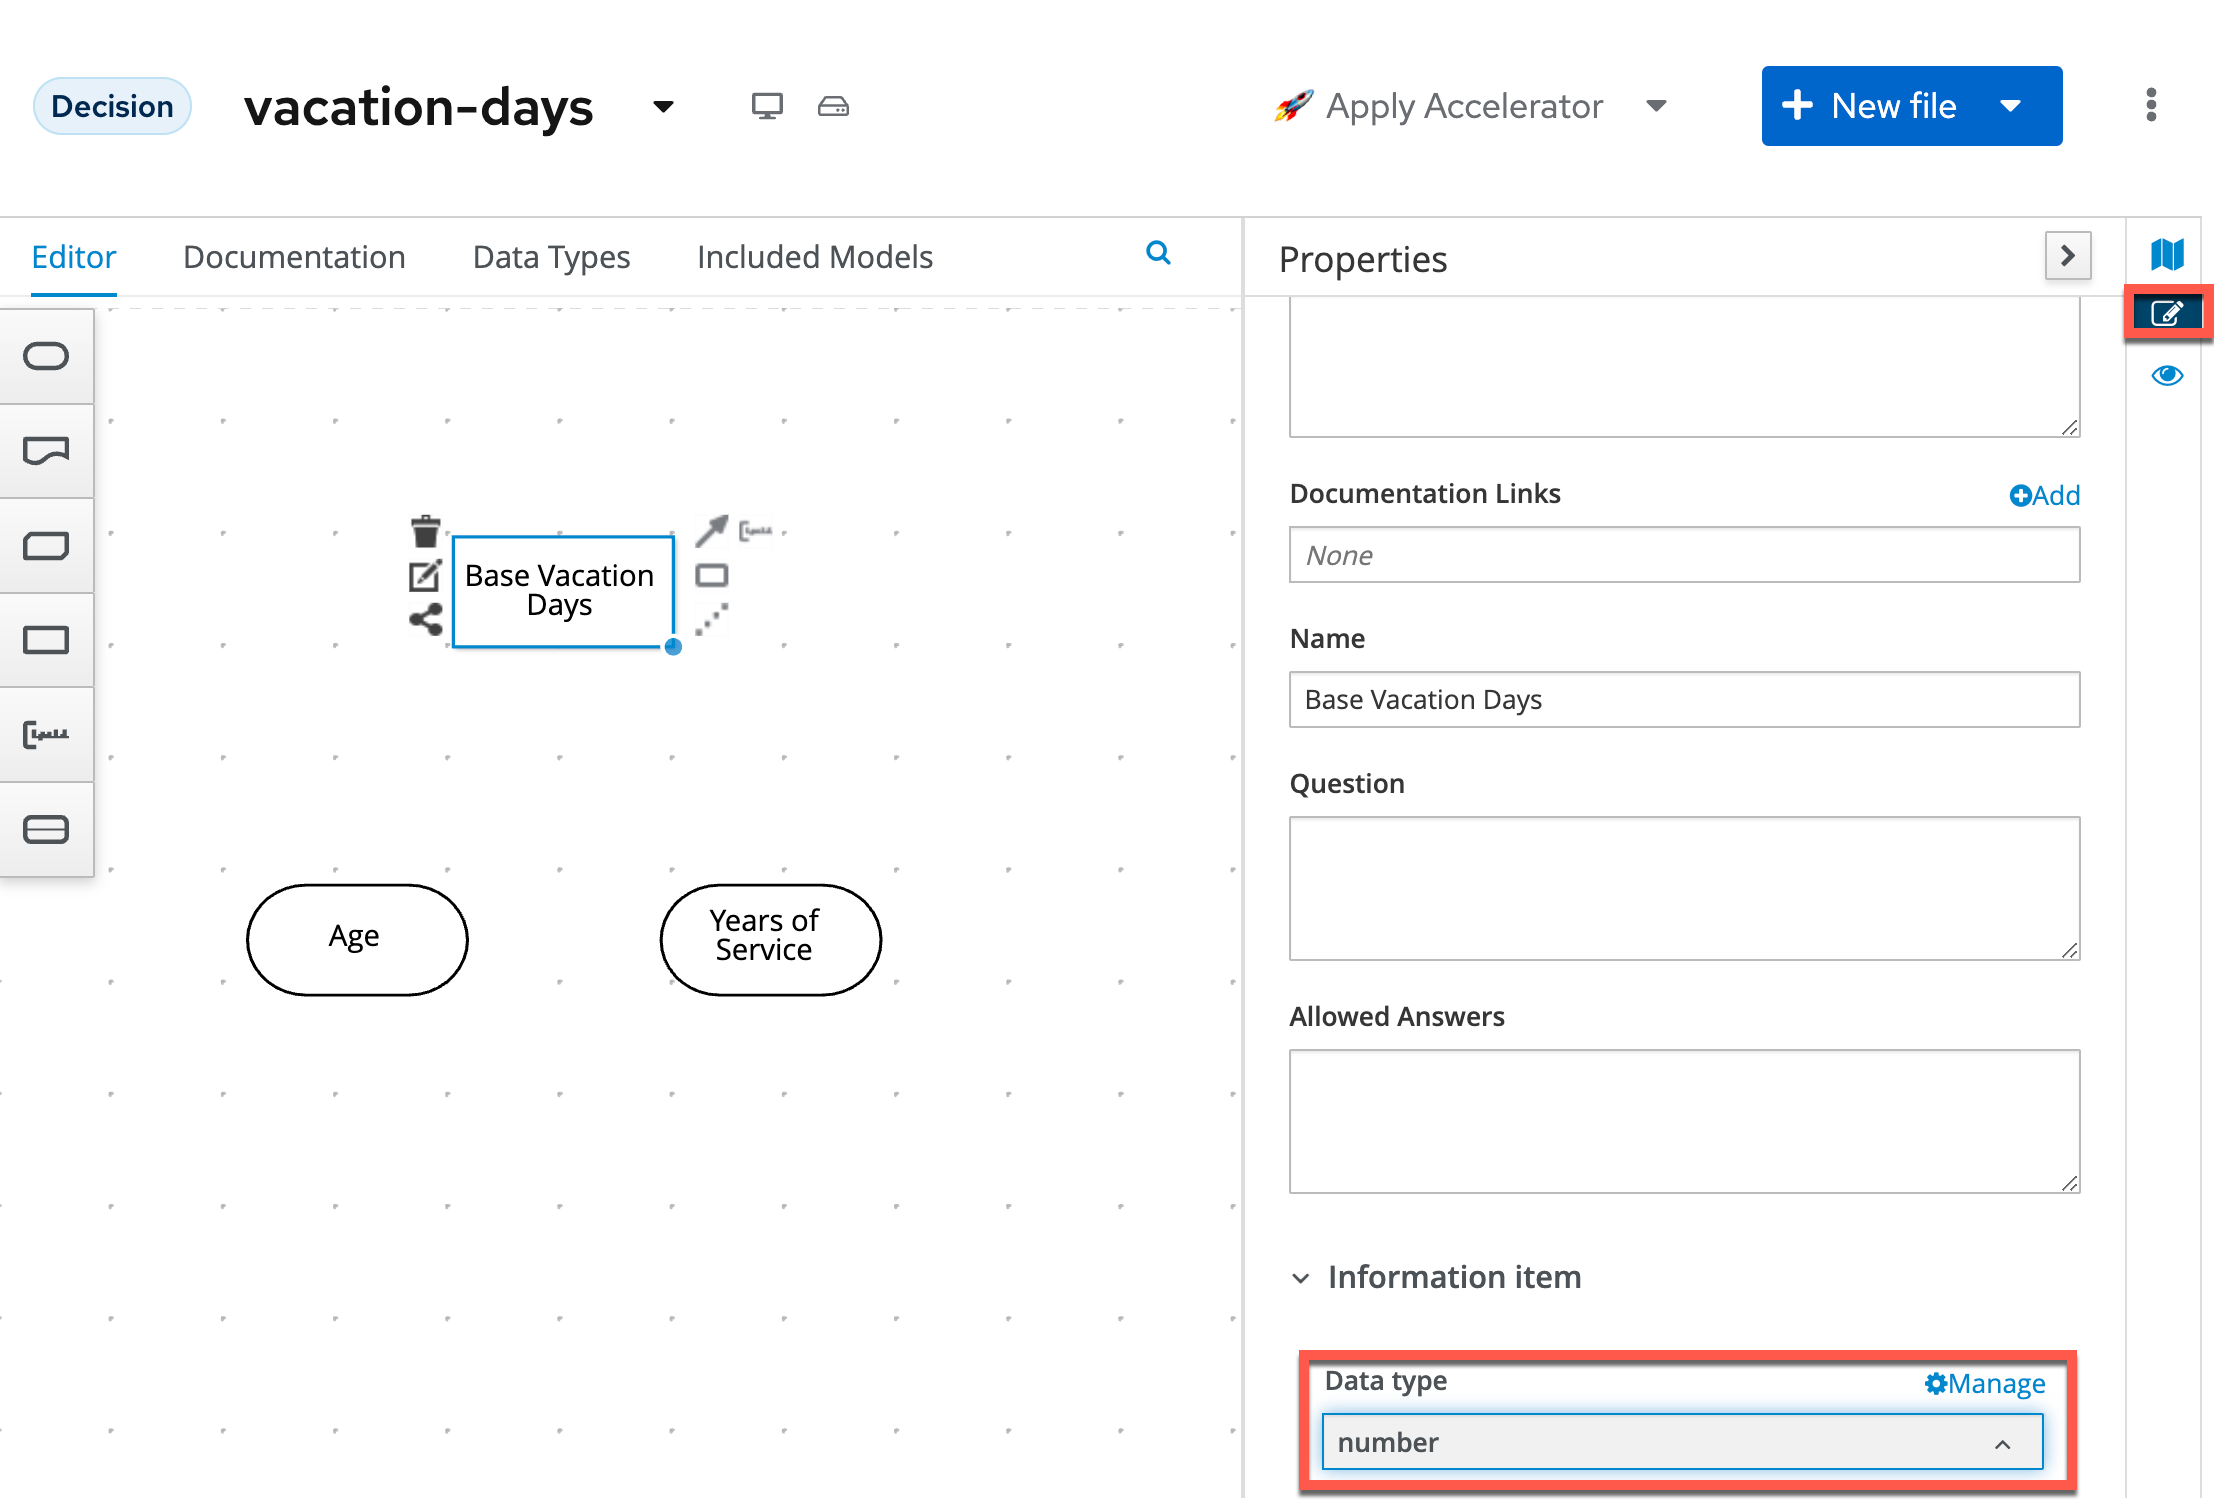 Decision
vacation-days
Apply Accelerator
New file
Editor
Documentation
Data Types
Included Models
Properties
Base Vacation
Days
Age
Years of
Service
Documentation Links
Add
None
Name
Base Vacation Days
Question
Allowed Answers
Information item
Data type
Manage
number